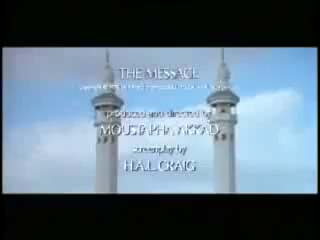 THE MESSAGE
produced and directed by
MOUSTAPHA AKKAD
screenplay by
H.A.L. CRAIG